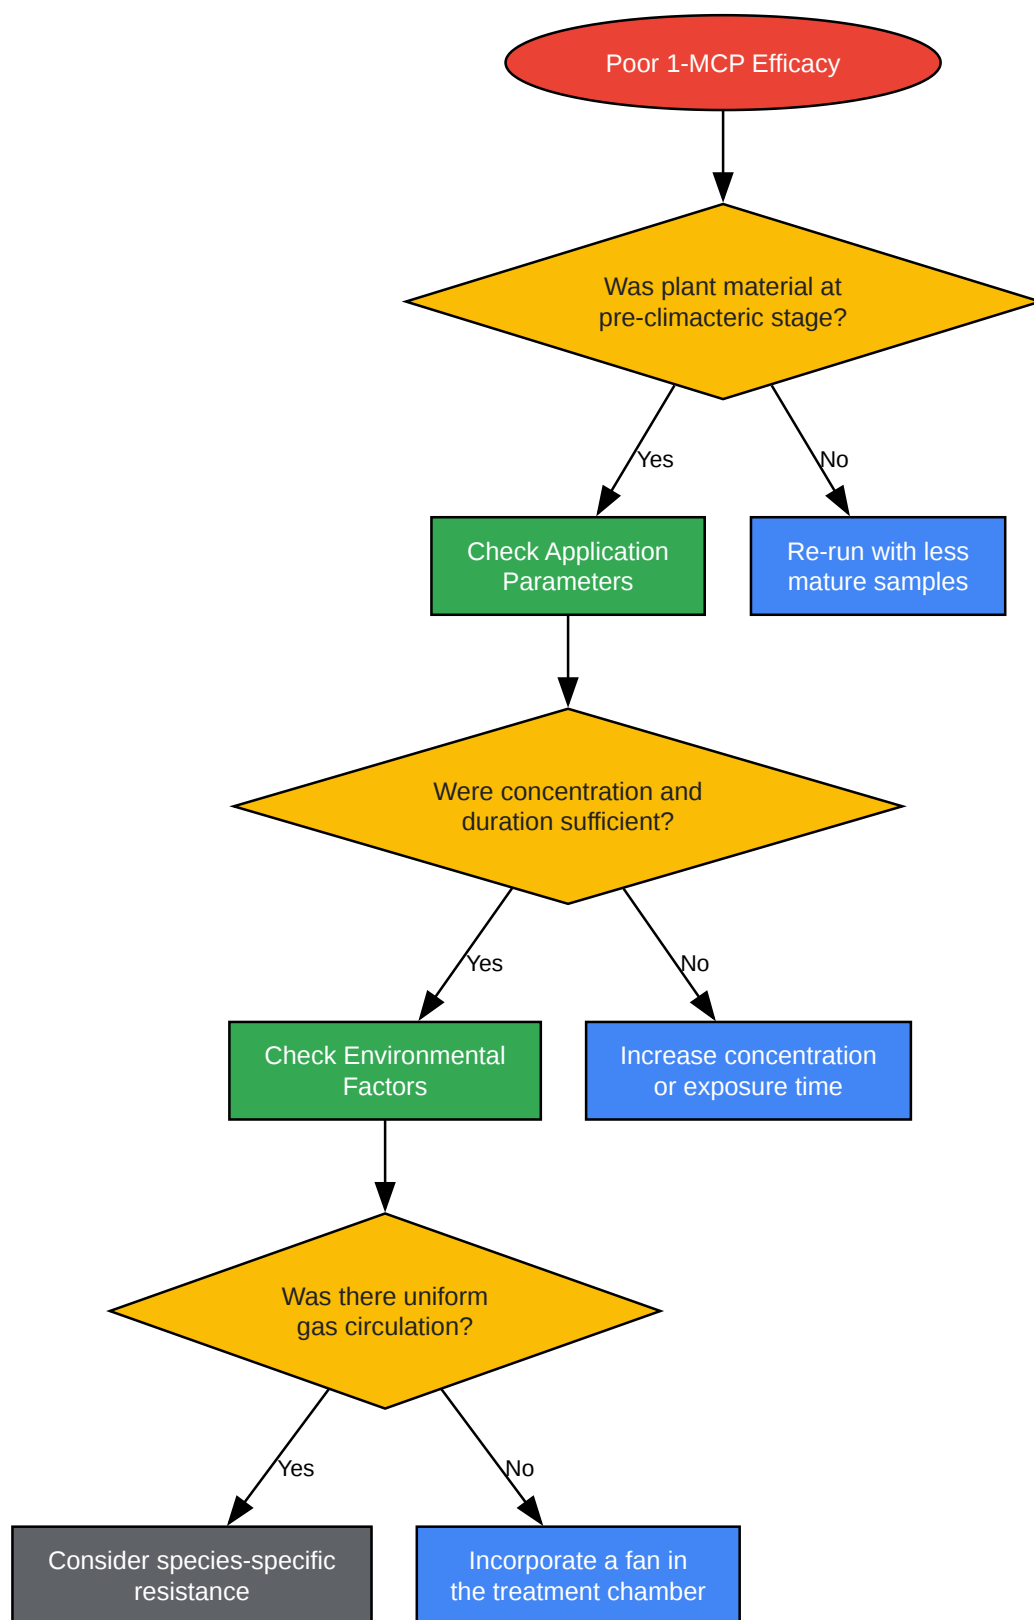 Poor 1-MCP Efficacy
Was plant material at
pre-climacteric stage?
Yes
No
Check Application
Parameters
Re-run with less
mature samples
Were concentration and
duration sufficient?
Yes
No
Check Environmental
Factors
Increase concentration
or exposure time
Was there uniform
gas circulation?
Yes
No
Consider species-specific
resistance
Incorporate a fan in
the treatment chamber